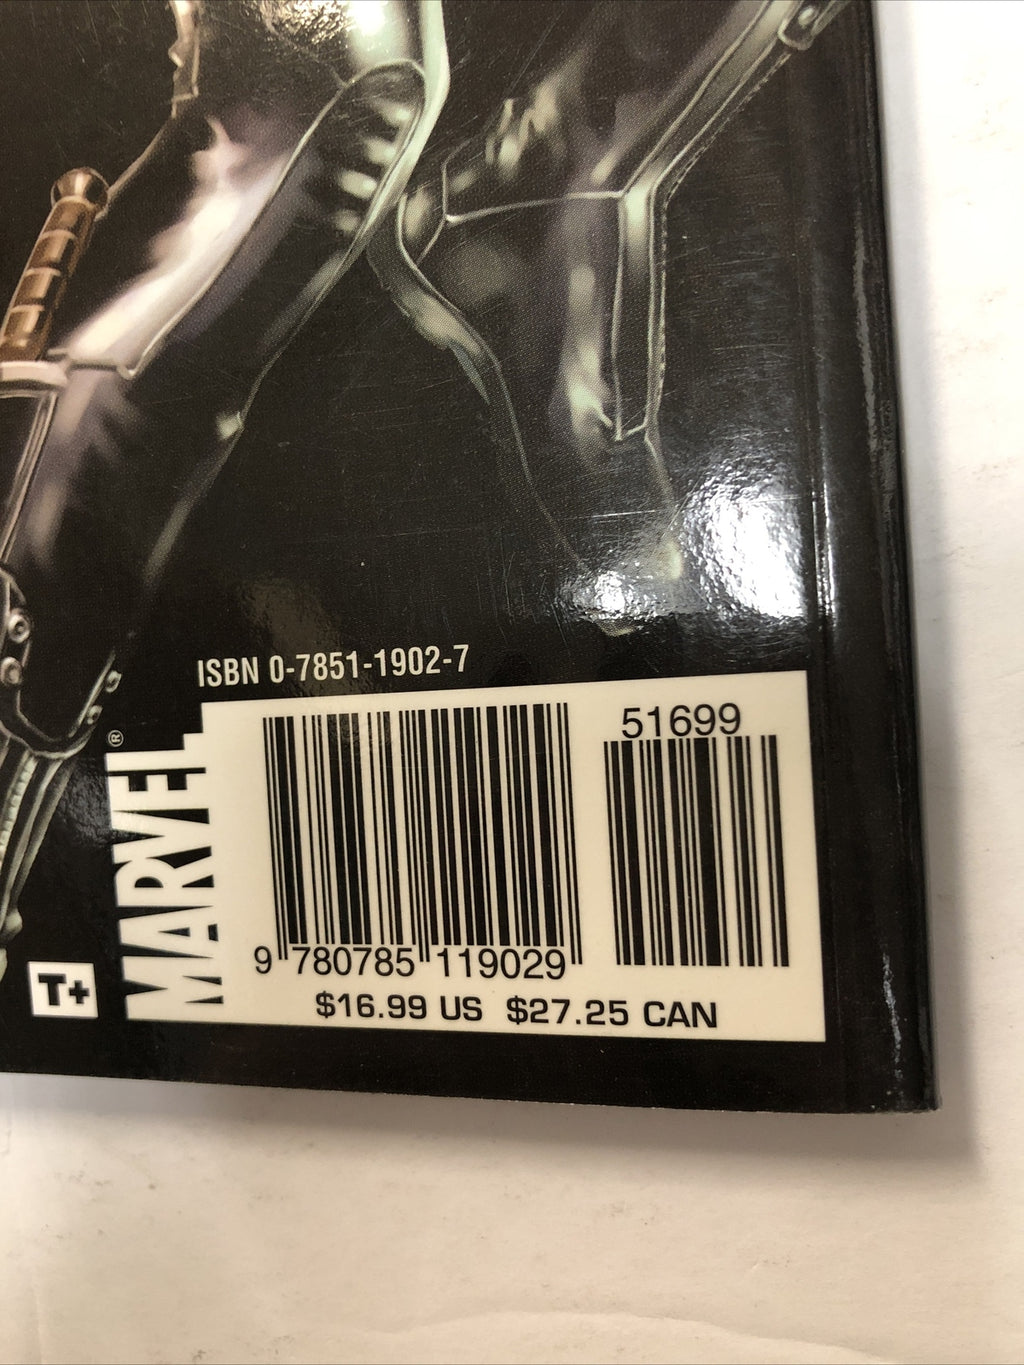 ISBN 0-7851-1902-7
51699
MARVEL®
9 780785 119029
T+
$16.99 US $27.25 CAN